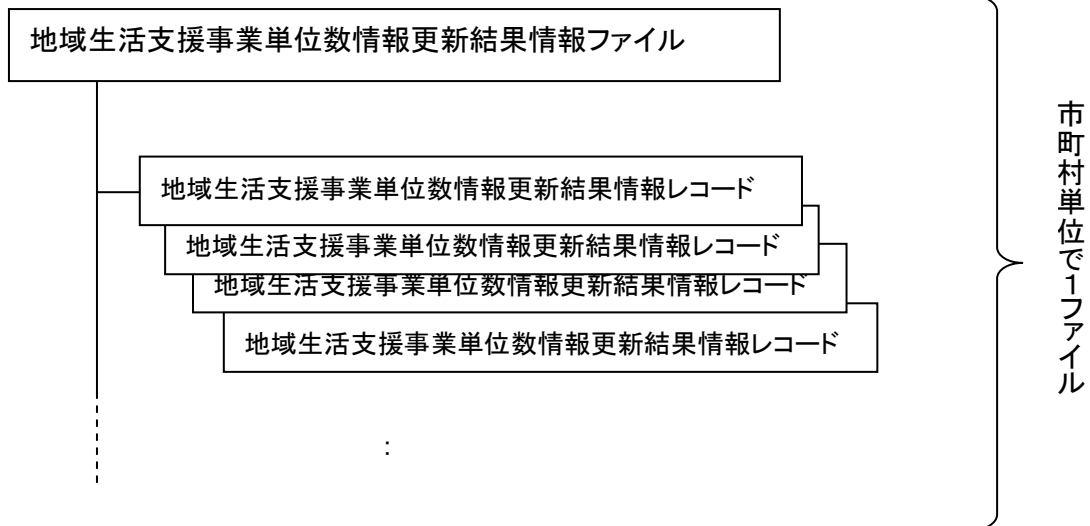 地域生活支援事業単位数情報更新結果情報ファイル
地域生活支援事業単位数情報更新結果情報レコード
地域生活支援事業単位数情報更新結果情報レコード
地域生活支援事業単位数情報更新結果情報レコード
地域生活支援事業単位数情報更新結果情報レコード
:
市町村単位で1ファイル